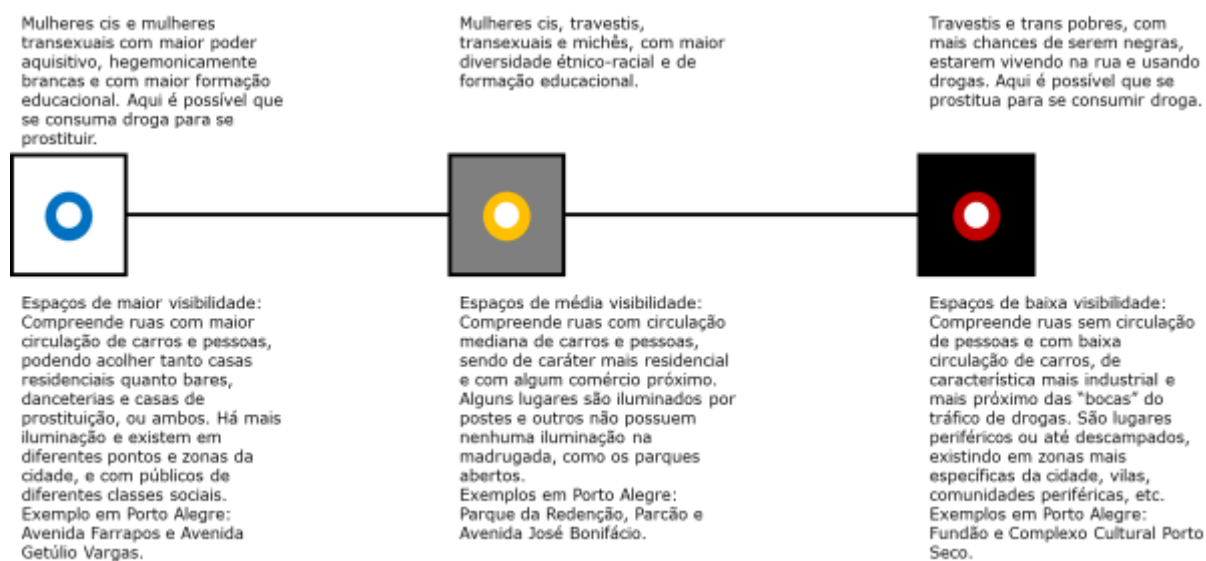 Mulheres cis e mulheres
transexuais com maior poder
aquisitivo, hegemonicamente
brancas e com maior formação
educacional. Aqui é possível que
se consuma droga para se
prostituir.
Mulheres cis, travestis,
transexuais e michês, com maior
diversidade étnico-racial e de
formação educacional.
Travestis e trans pobres, com
mais chances de serem negras,
estarem vivendo na rua e usando
drogas. Aqui é possível que se
prostitua para se consumir droga.
Espaços de maior visibilidade:
Compreende ruas com maior
circulação de carros e pessoas,
podendo acolher tanto casas
residenciais quanto bares,
danceterias e casas de
prostituição, ou ambos. Há mais
iluminação e existem em
diferentes pontos e zonas da
cidade, e com públicos de
diferentes classes sociais.
Exemplo em Porto Alegre:
Avenida Farrapos e Avenida
Getúlio Vargas.
Espaços de média visibilidade:
Compreende ruas com circulação
mediana de carros e pessoas,
sendo de caráter mais residencial
e com algum comércio próximo.
Alguns lugares são iluminados por
postes e outros não possuem
nenhuma iluminação na
madrugada, como os parques
abertos.
Exemplos em Porto Alegre:
Parque da Redenção, Parcão e
Avenida José Bonifácio.
Espaços de baixa visibilidade:
Compreende ruas sem circulação
de pessoas e com baixa
circulação de carros, de
característica mais industrial e
mais próximo das "bocas" do
tráfico de drogas. São lugares
periféricos ou até descampados,
existindo em zonas mais
específicas da cidade, vilas,
comunidades periféricas, etc.
Exemplos em Porto Alegre:
Fundão e Complexo Cultural Porto
Seco.